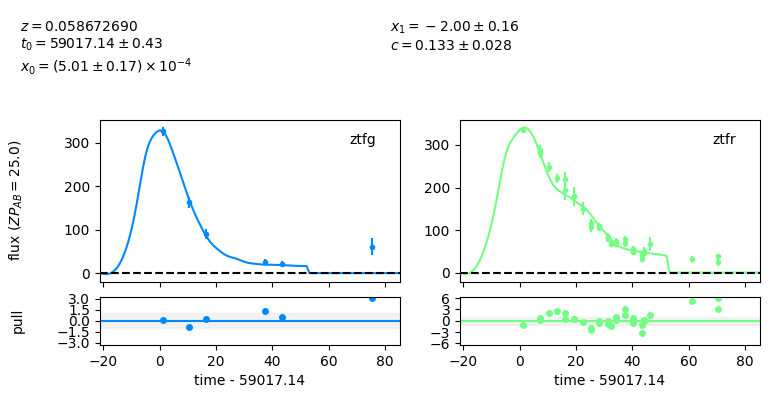 z = 0.058672690
t₀ = 59017.14 ± 0.43
x₀ = (5.01 ± 0.17) × 10⁻⁴
x₁ = −2.00 ± 0.16
c = 0.133 ± 0.028
flux (ZP_AB = 25.0)
300
200
100
0
ztfg
300
200
100
0
ztfr
pull
3.0
1.5
0.0
−1.5
−3.0
6
3
0
−3
−6
−20 0 20 40 60 80
time - 59017.14
−20 0 20 40 60 80
time - 59017.14